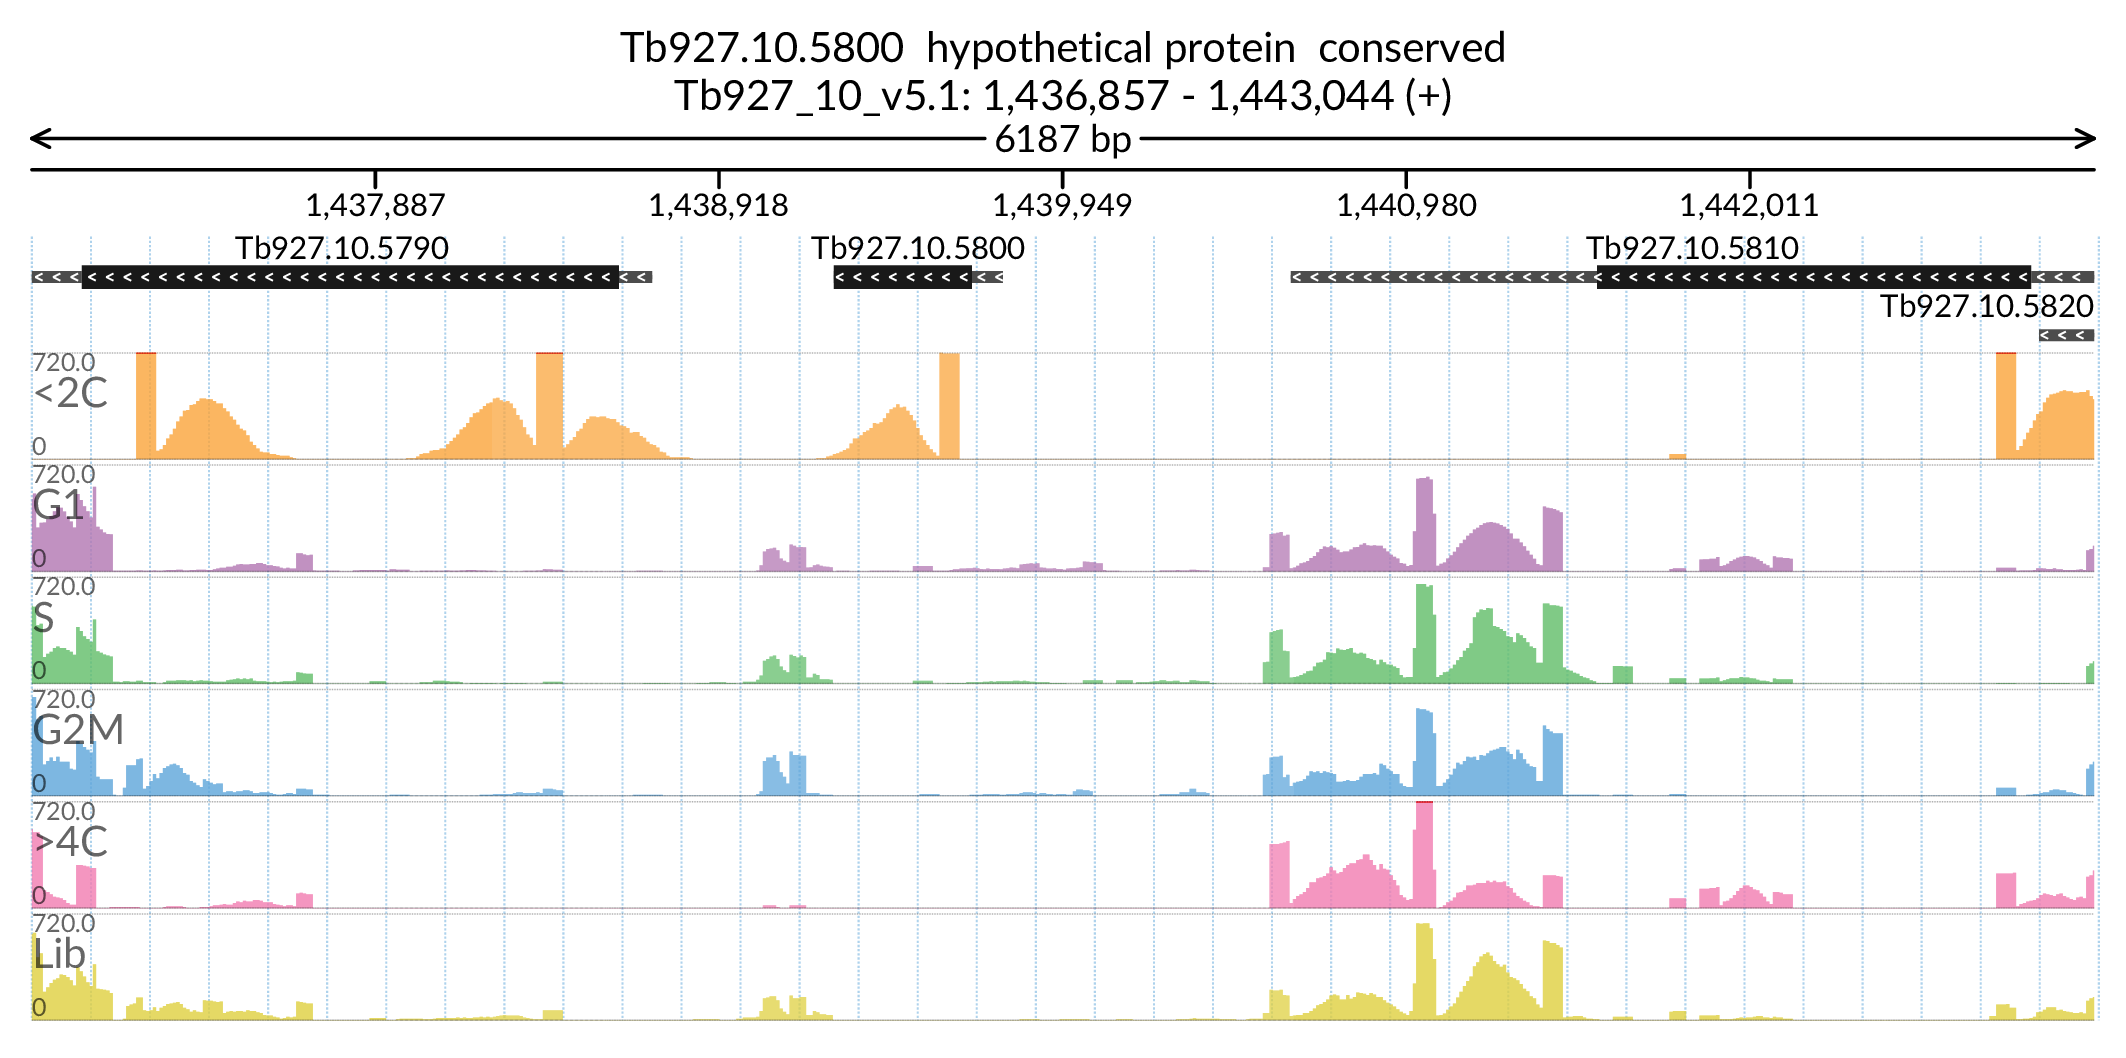 Tb927.10.5800 hypothetical protein conserved
Tb927_10_v5.1: 1,436,857 - 1,443,044 (+)
6187 bp
1,437,887 1,438,918 1,439,949 1,440,980 1,442,011
Tb927.10.5790 Tb927.10.5800 Tb927.10.5810
Tb927.10.5820
720.0
<2C
0
720.0
G1
0
720.0
S
0
720.0
G2M
0
720.0
>4C
0
720.0
Lib
0